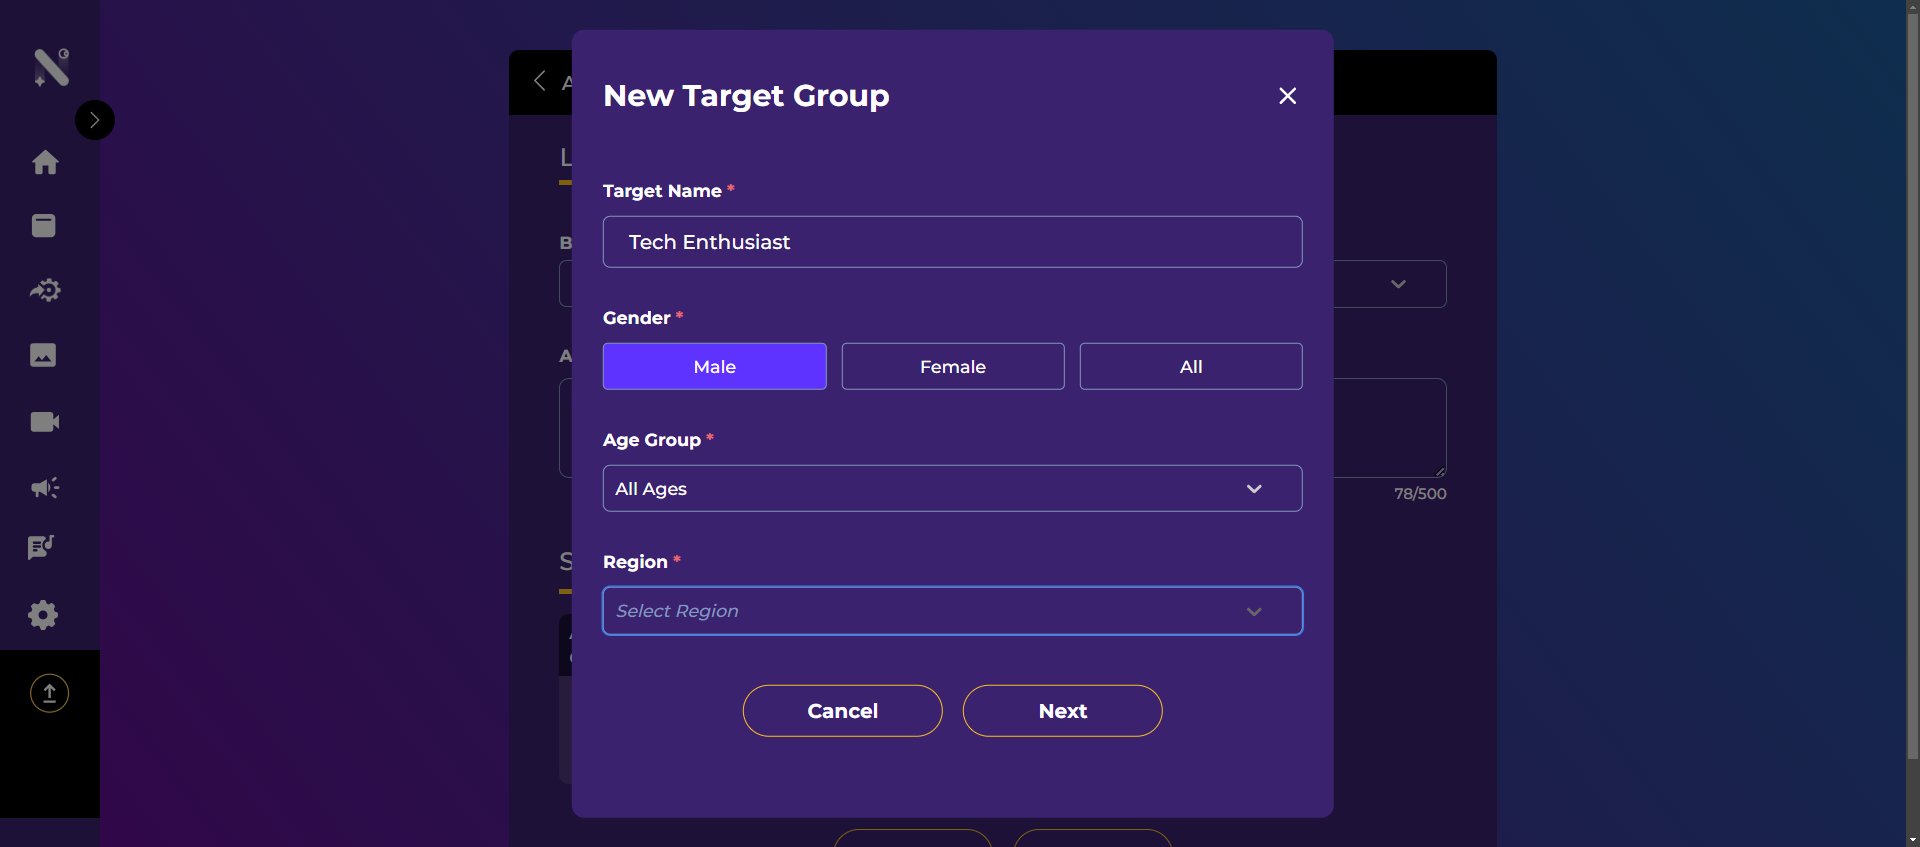 New Target Group
Target Name *
Tech Enthusiast
Gender *
Male
Female
All
Age Group *
All Ages
Region *
Select Region
Cancel
Next
78/500